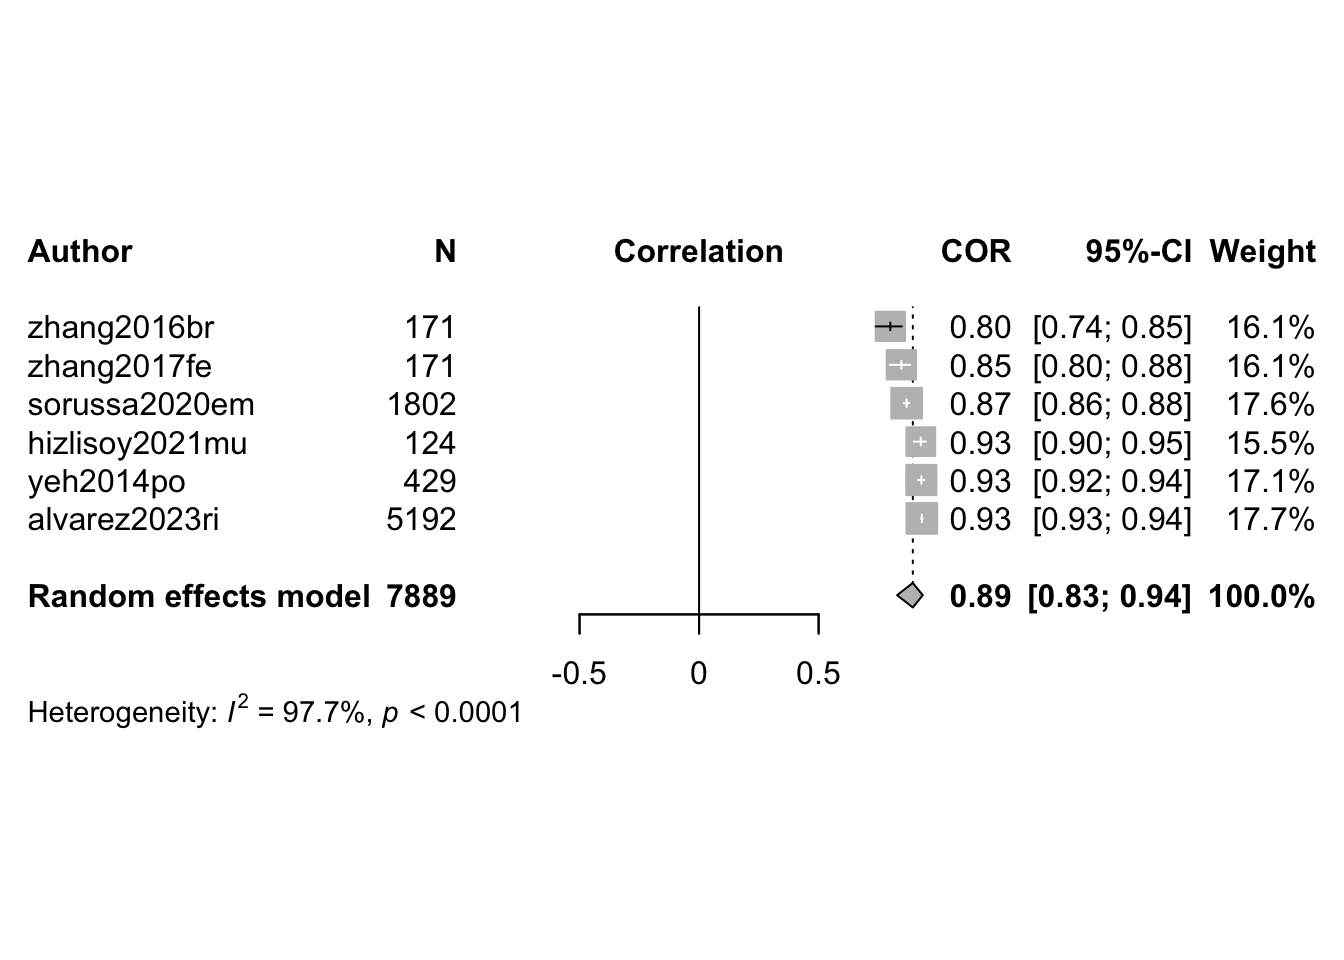 Author N Correlation COR 95%-CI Weight
zhang2016br 171 0.80 [0.74; 0.85] 16.1%
zhang2017fe 171 0.85 [0.80; 0.88] 16.1%
sorussa2020em 1802 0.87 [0.86; 0.88] 17.6%
hizlisoy2021mu 124 0.93 [0.90; 0.95] 15.5%
yeh2014po 429 0.93 [0.92; 0.94] 17.1%
alvarez2023ri 5192 0.93 [0.93; 0.94] 17.7%
Random effects model 7889 0.89 [0.83; 0.94] 100.0%
-0.5 0 0.5
Heterogeneity: I² = 97.7%, p < 0.0001